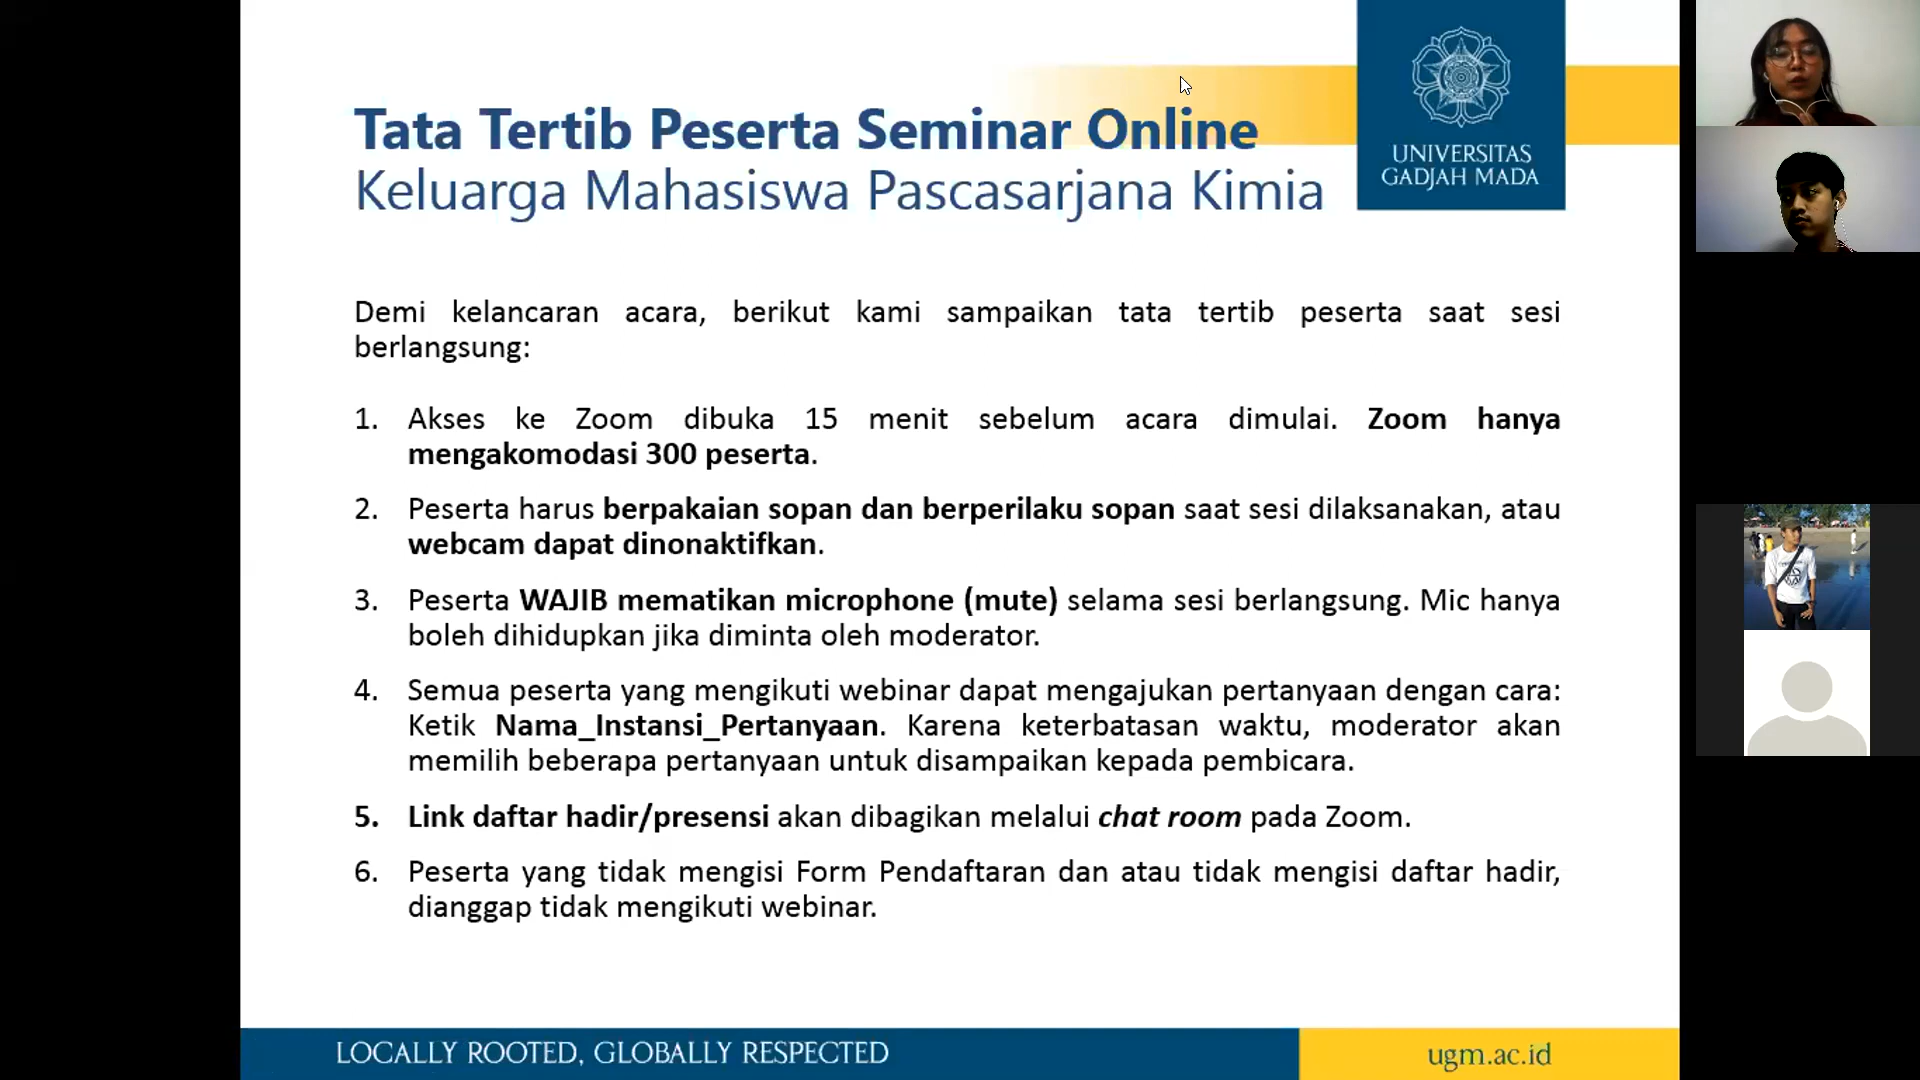 Tata Tertib Peserta Seminar Online
Keluarga Mahasiswa Pascasarjana Kimia
UNIVERSITAS
GADJAH MADA
Demi kelancaran acara, berikut kami sampaikan tata tertib peserta saat sesi
berlangsung:
1. Akses ke Zoom dibuka 15 menit sebelum acara dimulai. Zoom hanya
mengakomodasi 300 peserta.
2. Peserta harus berpakaian sopan dan berperilaku sopan saat sesi dilaksanakan, atau
webcam dapat dinonaktifkan.
3. Peserta WAJIB mematikan microphone (mute) selama sesi berlangsung. Mic hanya
boleh dihidupkan jika diminta oleh moderator.
4. Semua peserta yang mengikuti webinar dapat mengajukan pertanyaan dengan cara:
Ketik Nama_Instansi_Pertanyaan. Karena keterbatasan waktu, moderator akan
memilih beberapa pertanyaan untuk disampaikan kepada pembicara.
5. Link daftar hadir/presensi akan dibagikan melalui chat room pada Zoom.
6. Peserta yang tidak mengisi Form Pendaftaran dan atau tidak mengisi daftar hadir,
dianggap tidak mengikuti webinar.
LOCALLY ROOTED, GLOBALLY RESPECTED
ugm.ac.id